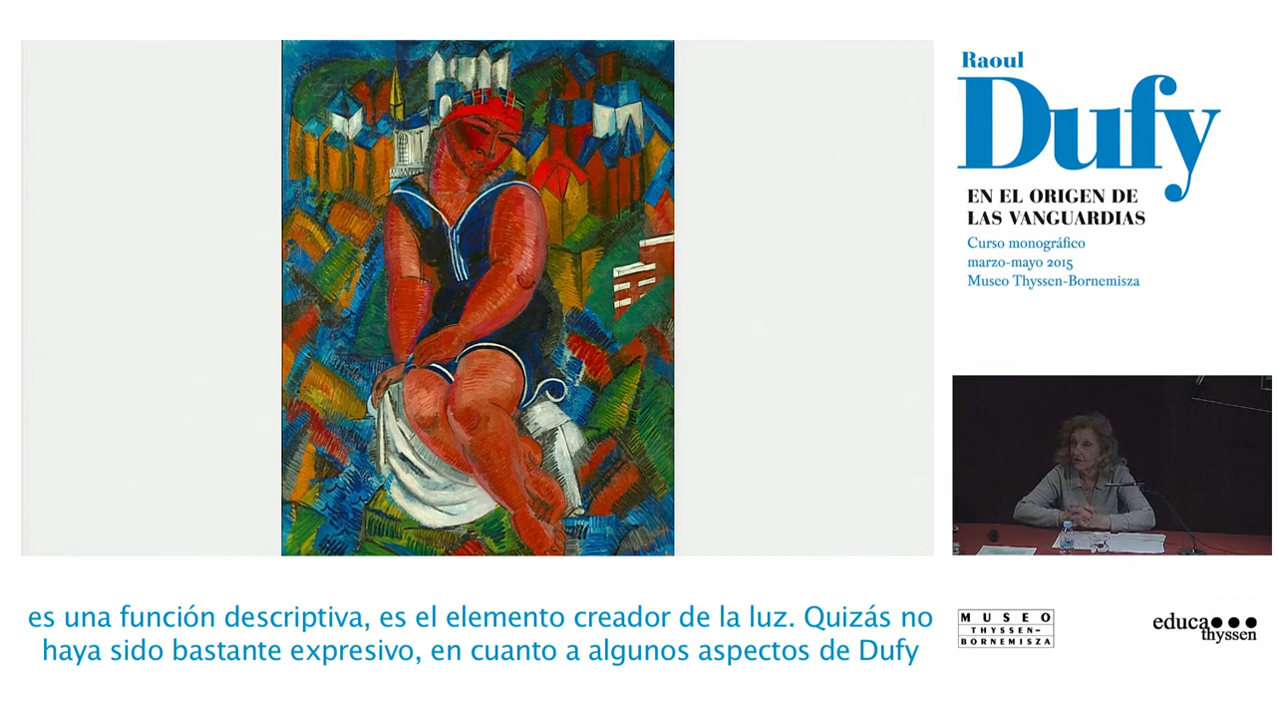 Raoul
Dufy
EN EL ORIGEN DE
LAS VANGUARDIAS
Curso monográfico
marzo-mayo 2015
Museo Thyssen-Bornemisza
es una función descriptiva, es el elemento creador de la luz. Quizás no
haya sido bastante expresivo, en cuanto a algunos aspectos de Dufy
MUSEO
THYSSEN-
BORNEMISZA
educa
thyssen